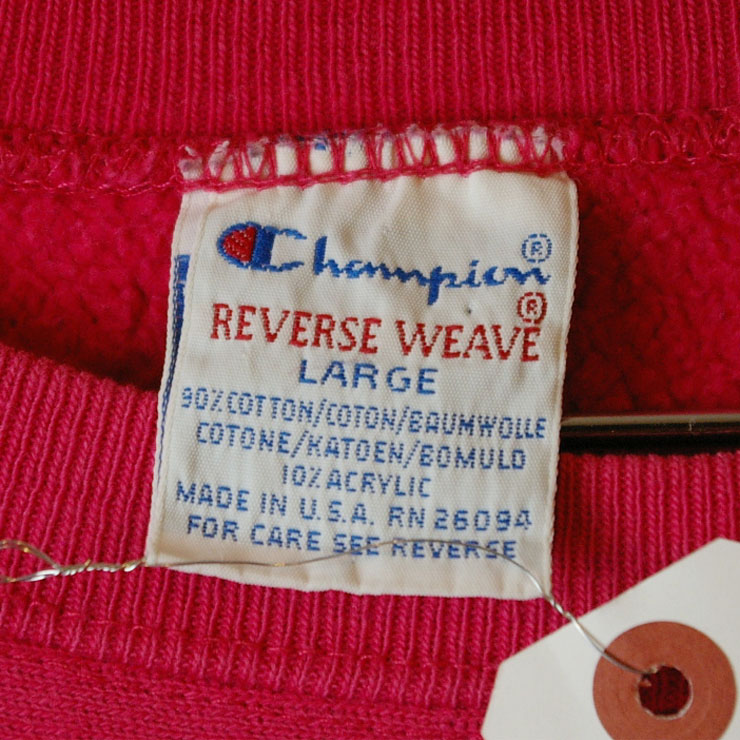 Champion®
REVERSE WEAVE®
LARGE
90% COTTON/COTON/BAUMWOLLE
COTONE/KATOEN/BOMULD
10% ACRYLIC
MADE IN U.S.A. RN 26094
FOR CARE SEE REVERSE